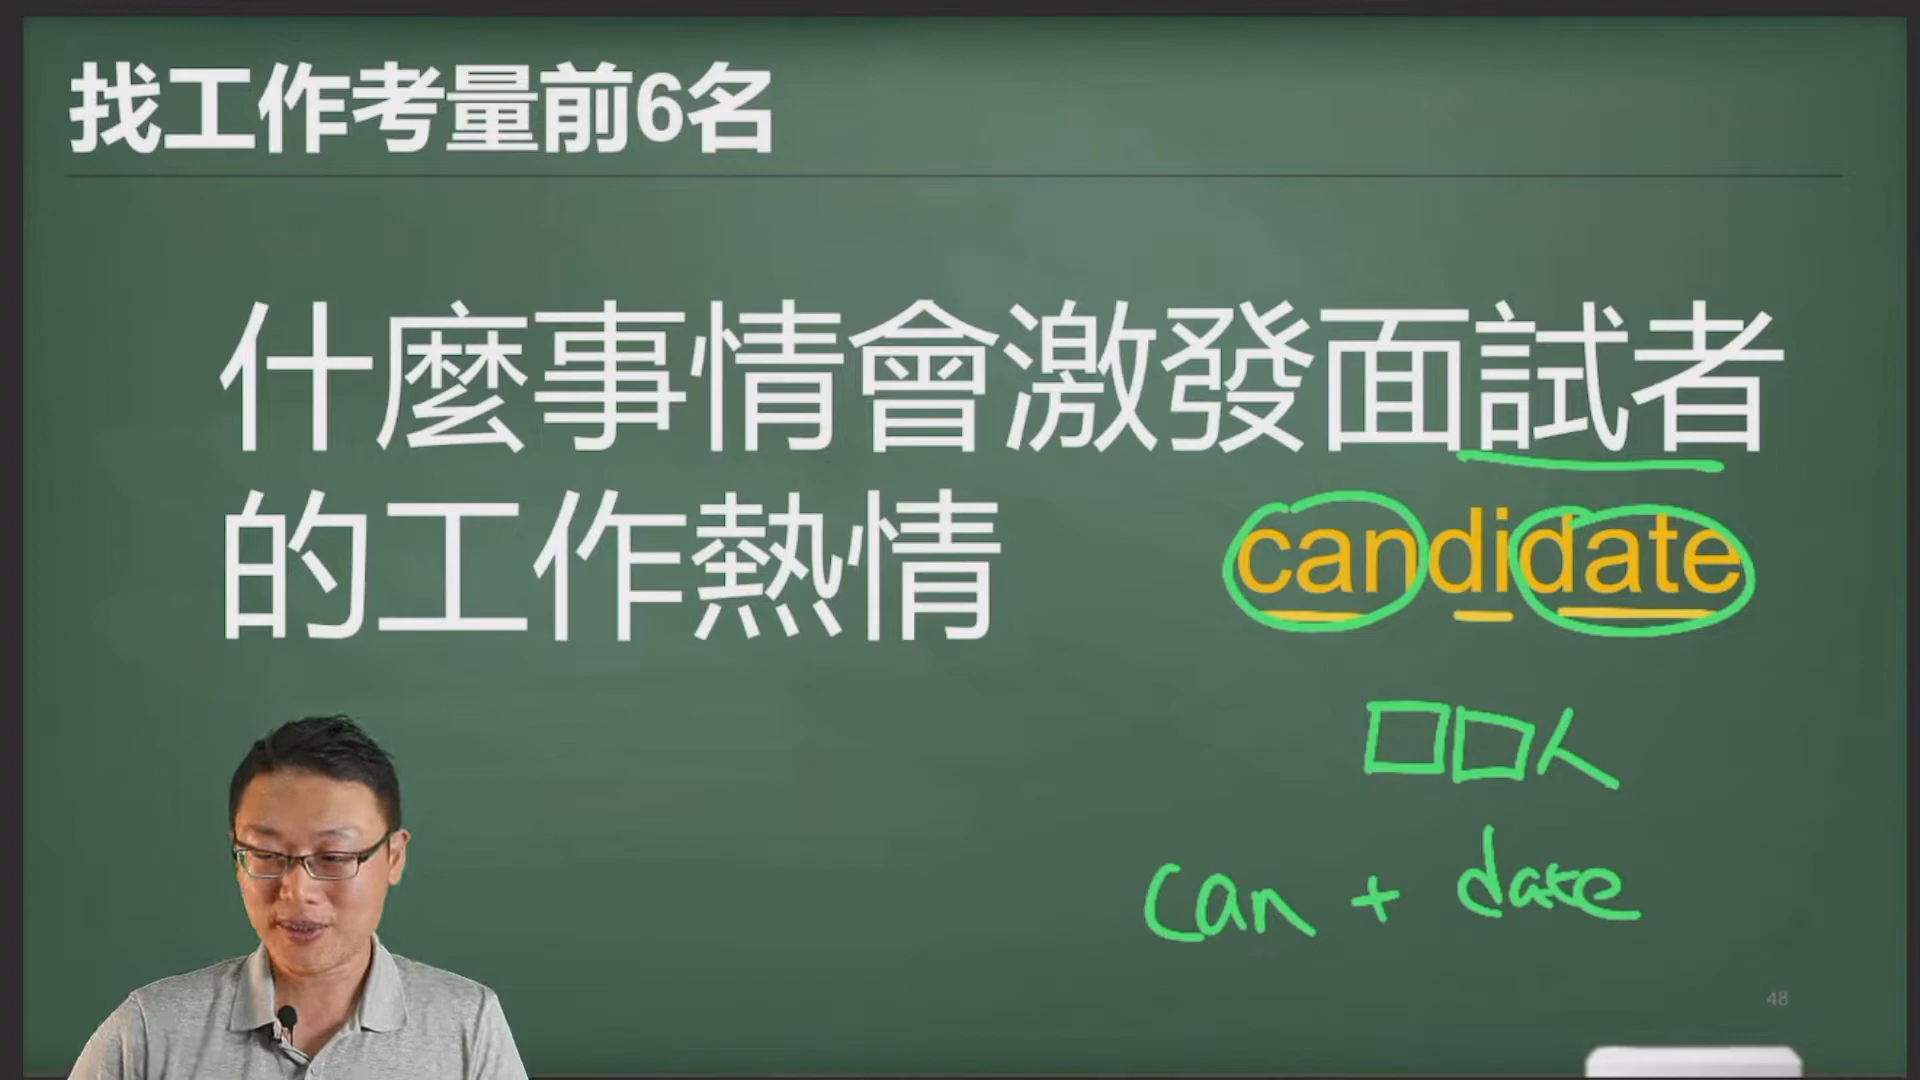 找工作考量前6名
什麼事情會激發面試者
的工作熱情
candidate
口口人
can + date
48